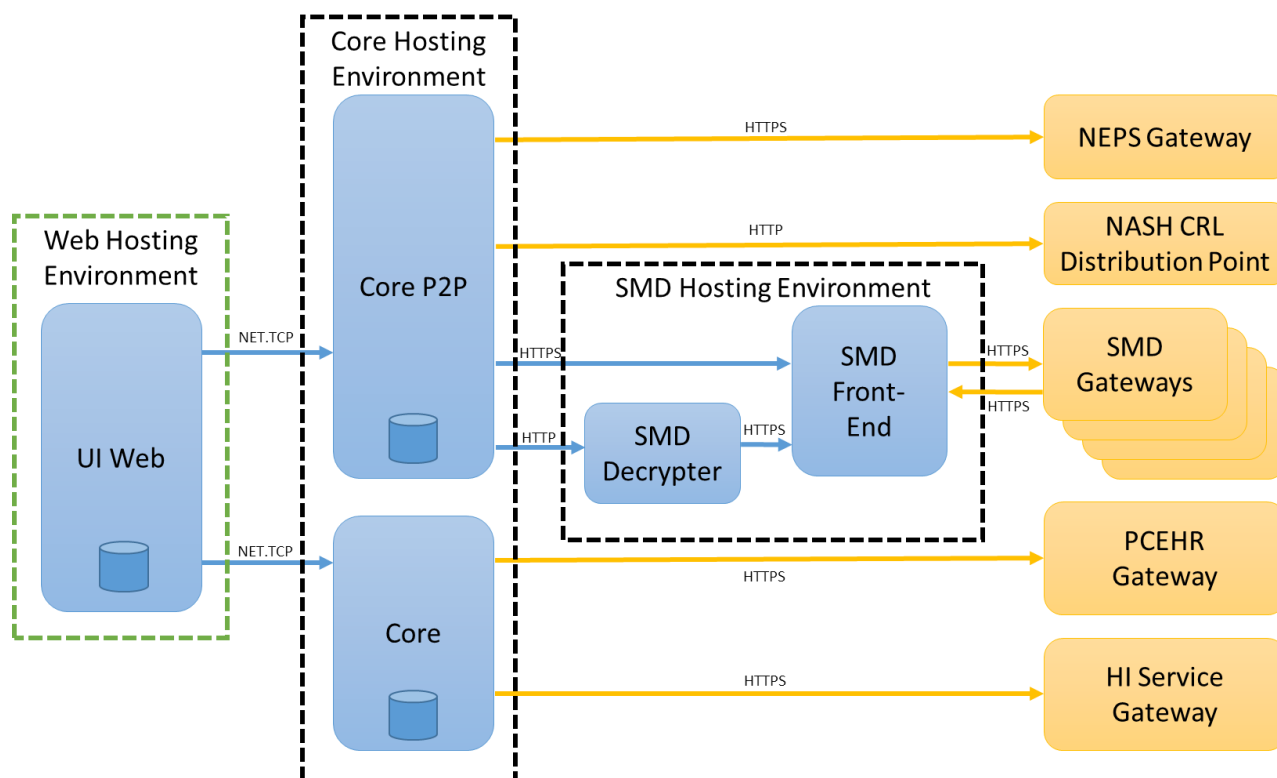 Core Hosting
Environment
HTTPS
NEPS Gateway
Web Hosting
Environment
HTTP
NASH CRL
Distribution Point
Core P2P
SMD Hosting Environment
NET.TCP
HTTPS
SMD
Front-
End
HTTPS
HTTPS
SMD
Gateways
UI Web
HTTP
SMD
Decrypter
HTTPS
NET.TCP
HTTPS
PCEHR
Gateway
Core
HTTPS
HI Service
Gateway